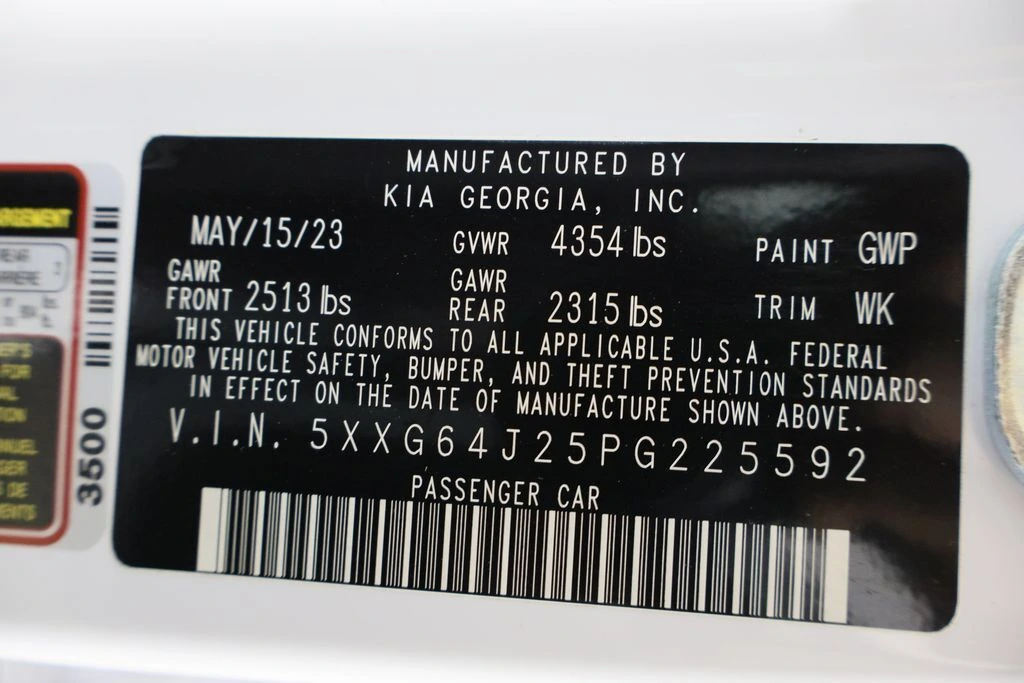 MANUFACTURED BY
KIA GEORGIA, INC.
MAY/15/23 GVWR 4354 lbs PAINT GWP
GAWR FRONT 2513 lbs GAWR REAR 2315 lbs TRIM WK
THIS VEHICLE CONFORMS TO ALL APPLICABLE U.S.A. FEDERAL
MOTOR VEHICLE SAFETY, BUMPER, AND THEFT PREVENTION STANDARDS
IN EFFECT ON THE DATE OF MANUFACTURE SHOWN ABOVE.
V.I.N. 5XXG64J25PG225592
PASSENGER CAR
3500